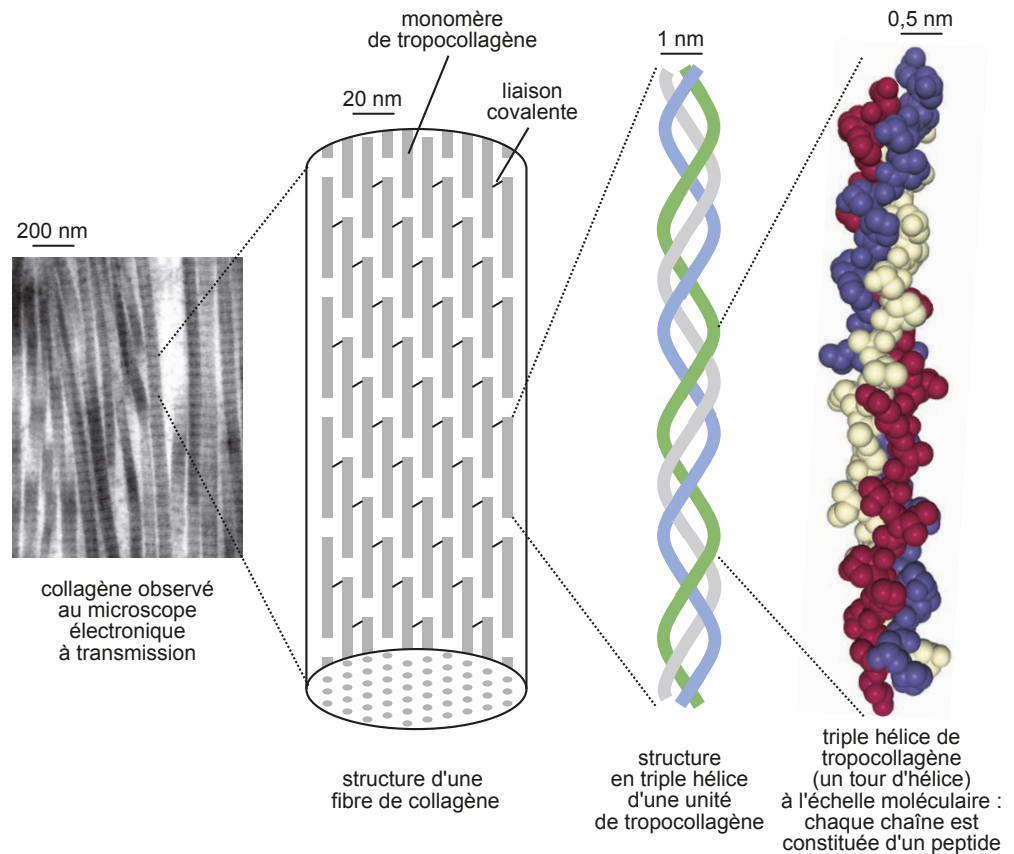 monomère
de tropocollagène
20 nm
liaison
covalente
1 nm
0,5 nm
200 nm
collagène observé
au microscope
électronique
à transmission
structure d'une
fibre de collagène
structure
en triple hélice
d'une unité
de tropocollagène
triple hélice de
tropocollagène
(un tour d'hélice)
à l'échelle moléculaire :
chaque chaîne est
constituée d'un peptide